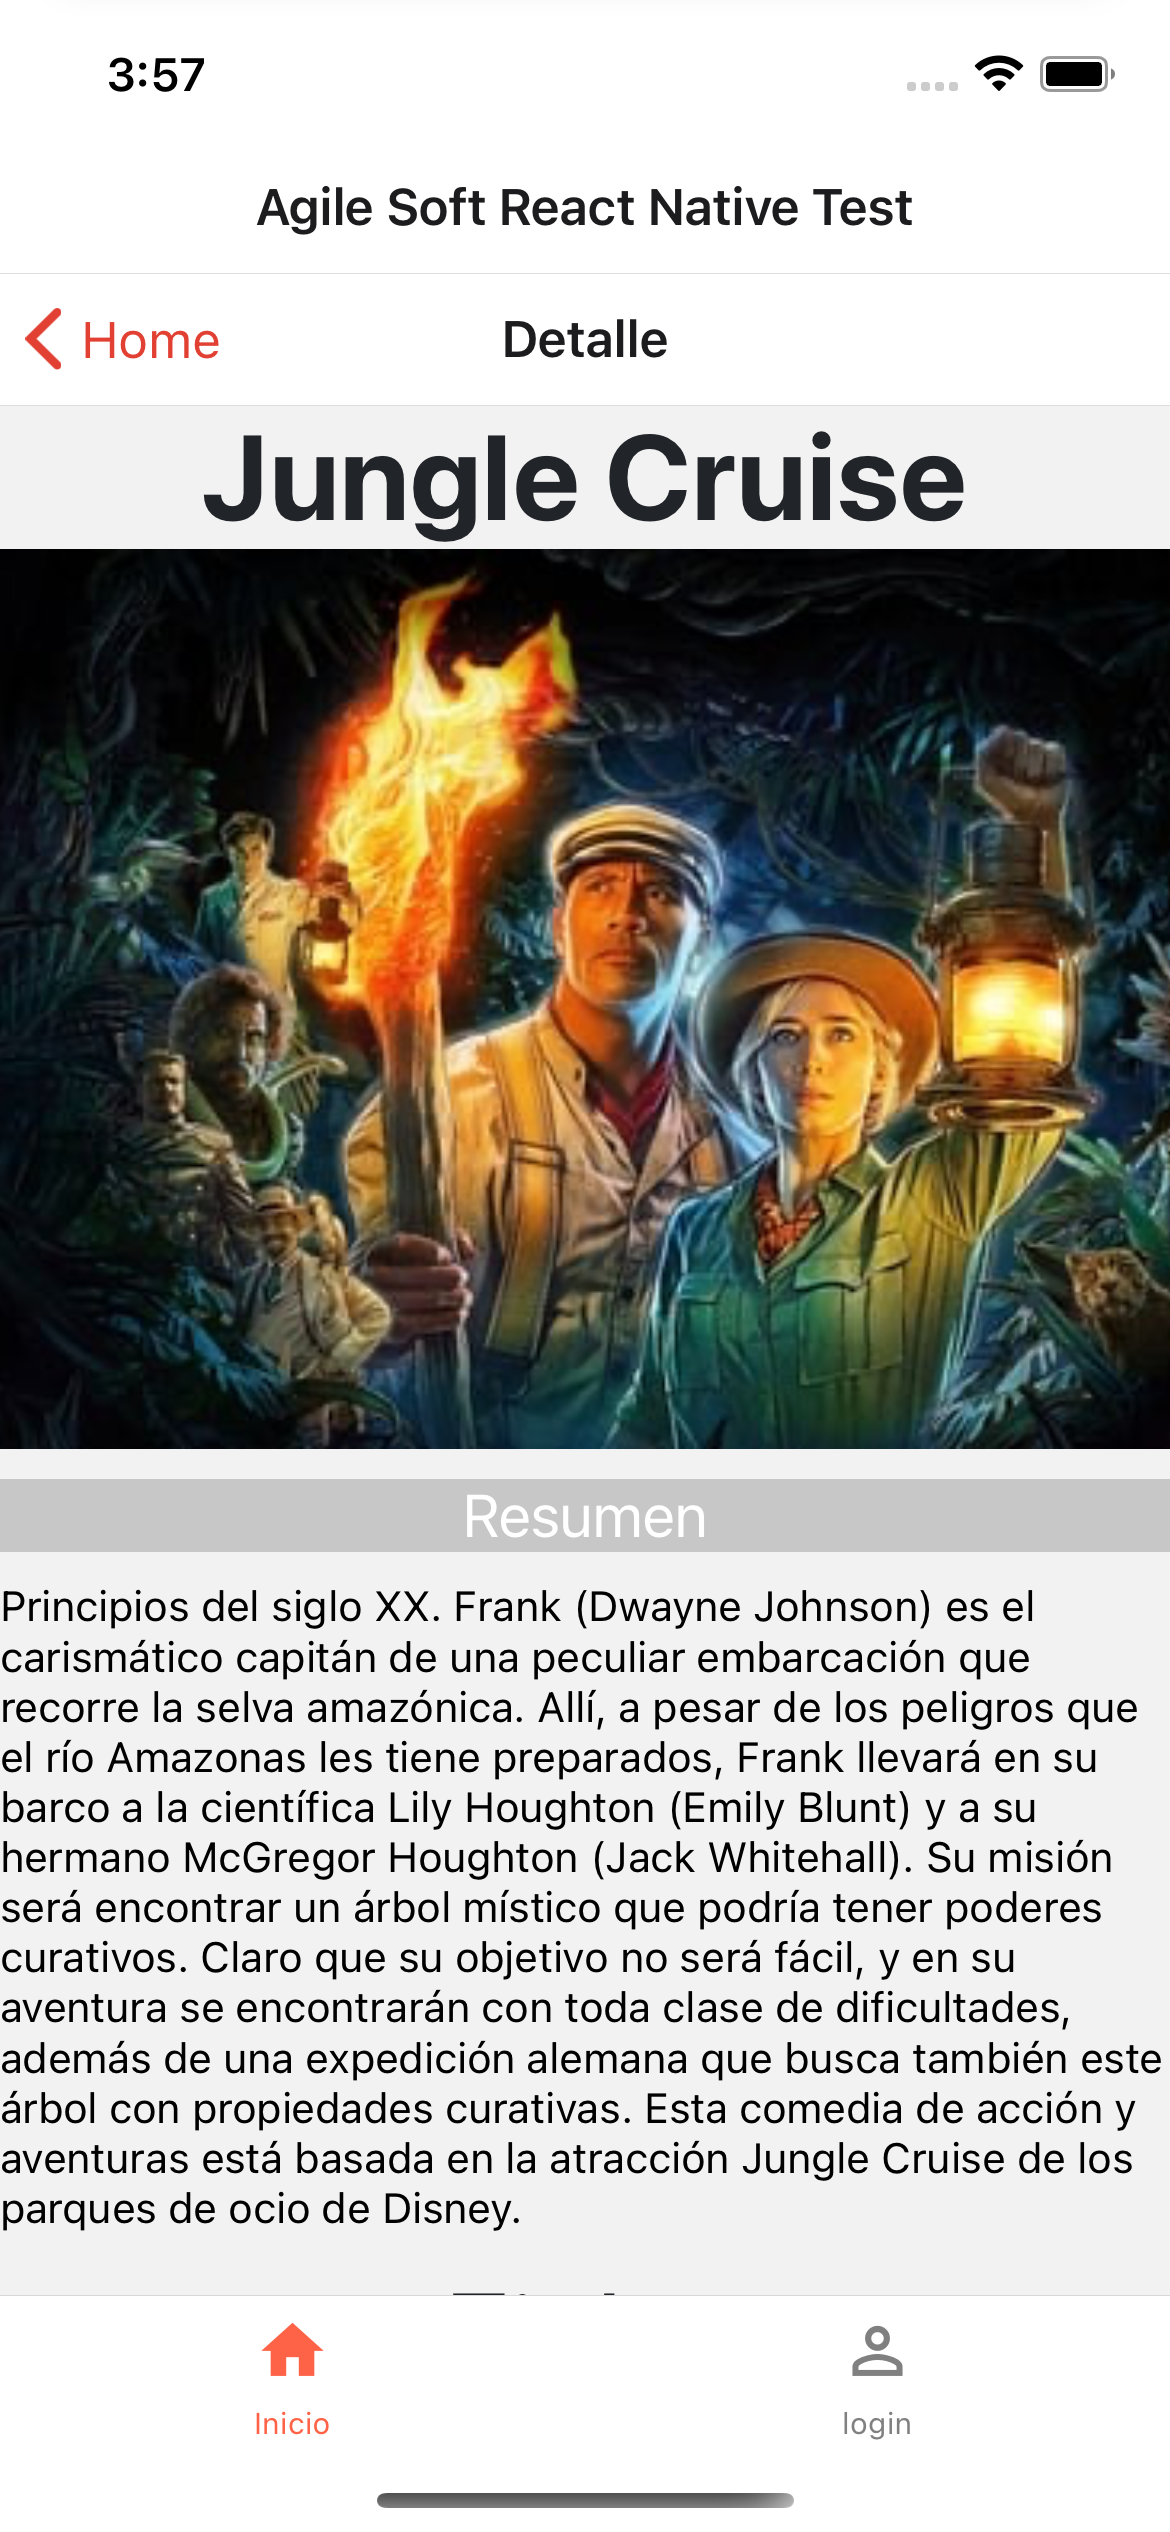 3:57
Agile Soft React Native Test
Home
Detalle
Jungle Cruise
Resumen
Principios del siglo XX. Frank (Dwayne Johnson) es el
carismático capitán de una peculiar embarcación que
recorre la selva amazónica. Allí, a pesar de los peligros que
el río Amazonas les tiene preparados, Frank llevará en su
barco a la científica Lily Houghton (Emily Blunt) y a su
hermano McGregor Houghton (Jack Whitehall). Su misión
será encontrar un árbol místico que podría tener poderes
curativos. Claro que su objetivo no será fácil, y en su
aventura se encontrarán con toda clase de dificultades,
además de una expedición alemana que busca también este
árbol con propiedades curativas. Esta comedia de acción y
aventuras está basada en la atracción Jungle Cruise de los
parques de ocio de Disney.
Inicio
login